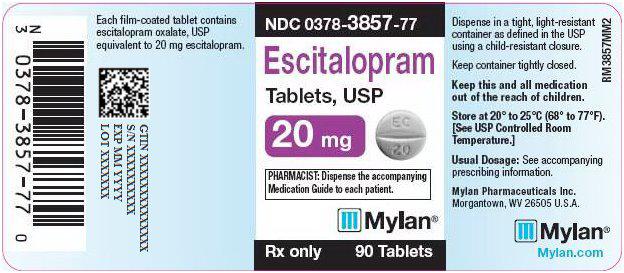 3 0378-3857-77 0
Each film-coated tablet contains
escitalopram oxalate, USP
equivalent to 20 mg escitalopram.
GTIN XXXXXXXXXXXXXX
S/N XXXXXXXX
EXP MM YYYY
LOT XXXXXX
NDC 0378-3857-77
Escitalopram
Tablets, USP
20 mg
EC
20
PHARMACIST: Dispense the accompanying
Medication Guide to each patient.
Mylan®
Rx only 90 Tablets
Dispense in a tight, light-resistant
container as defined in the USP
using a child-resistant closure.
Keep container tightly closed.
Keep this and all medication
out of the reach of children.
Store at 20° to 25°C (68° to 77°F).
[See USP Controlled Room
Temperature.]
Usual Dosage: See accompanying
prescribing information.
Mylan Pharmaceuticals Inc.
Morgantown, WV 26505 U.S.A.
Mylan®
Mylan.com
RM3857MM2